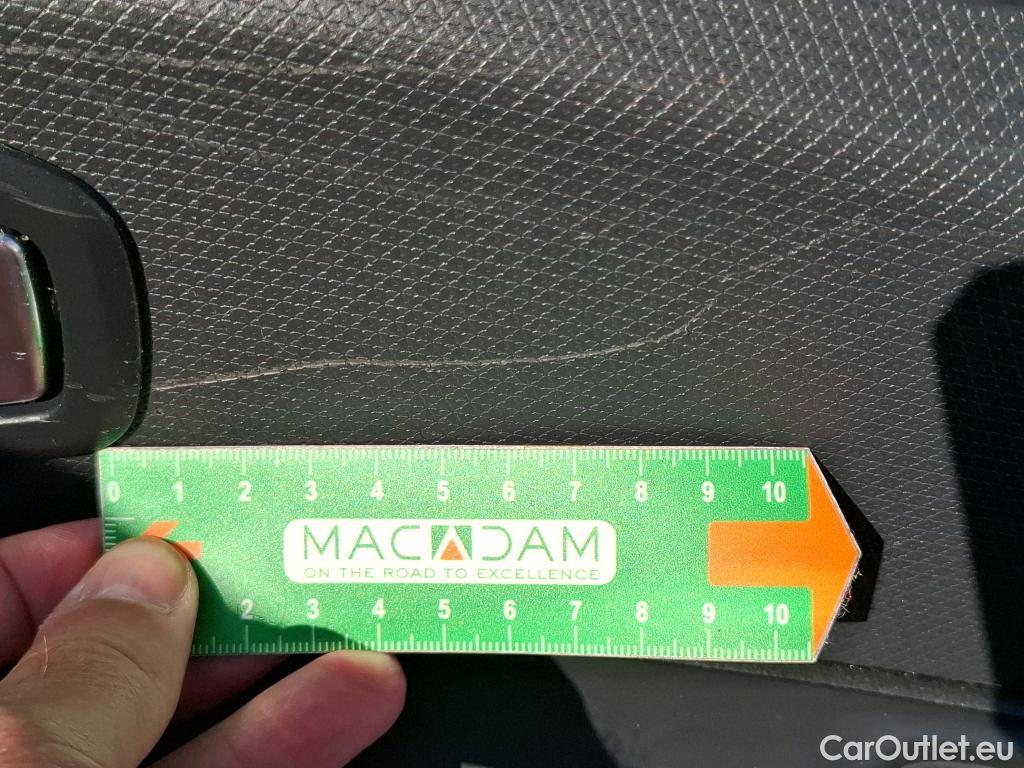 0 1 2 3 4 5 6 7 8 9 10
MACADAM
ON THE ROAD TO EXCELLENCE
2 3 4 5 6 7 8 9 10
CarOutlet.eu